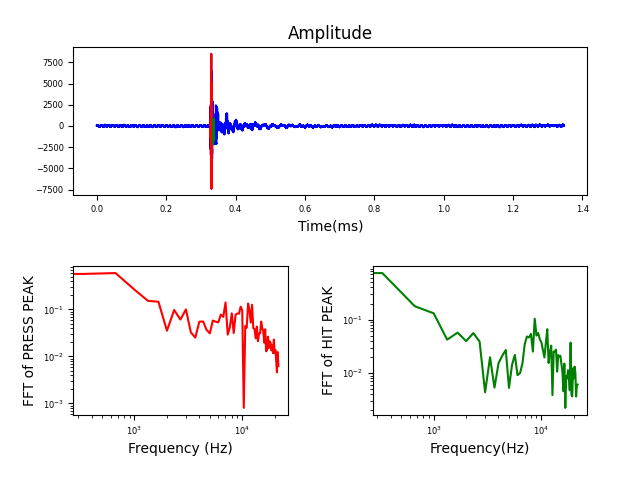 Amplitude
7500
5000
2500
0
−2500
−5000
−7500
0.0 0.2 0.4 0.6 0.8 1.0 1.2 1.4
Time(ms)
FFT of PRESS PEAK
10⁻¹
10⁻²
10⁻³
10³ 10⁴
Frequency (Hz)
FFT of HIT PEAK
10⁻¹
10⁻²
10³ 10⁴
Frequency(Hz)